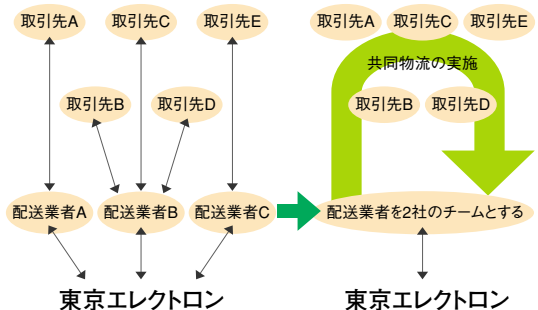 取引先A
取引先C
取引先E
取引先B
取引先D
配送業者A
配送業者B
配送業者C
東京エレクトロン
取引先A
取引先C
取引先E
共同物流の実施
取引先B
取引先D
配送業者を2社のチームとする
東京エレクトロン